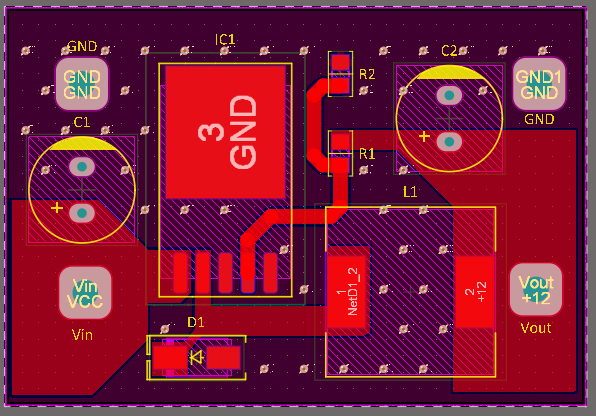 GND
GND
GND
C1
IC1
3
GND
R2
R1
C2
GND1
GND
GND
L1
Vin
VCC
Vin
D1
1
NetD1_2
2
+12
Vout
+12
Vout